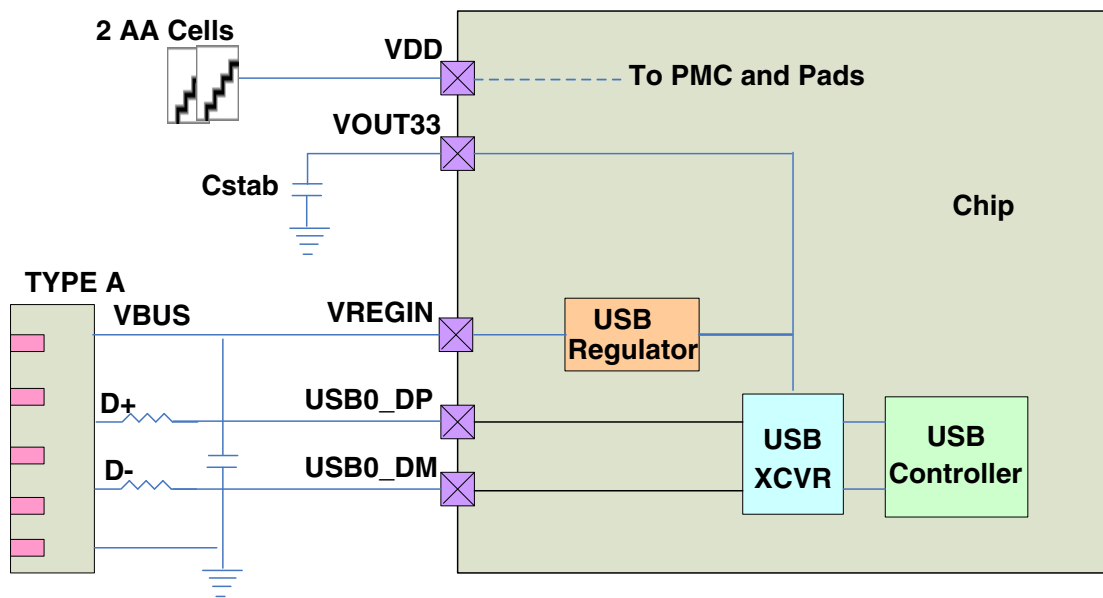 2 AA Cells
VDD
To PMC and Pads
VOUT33
Cstab
Chip
TYPE A
VBUS
VREGIN
USB
Regulator
D+
USB0_DP
D-
USB0_DM
USB
XCVR
USB
Controller